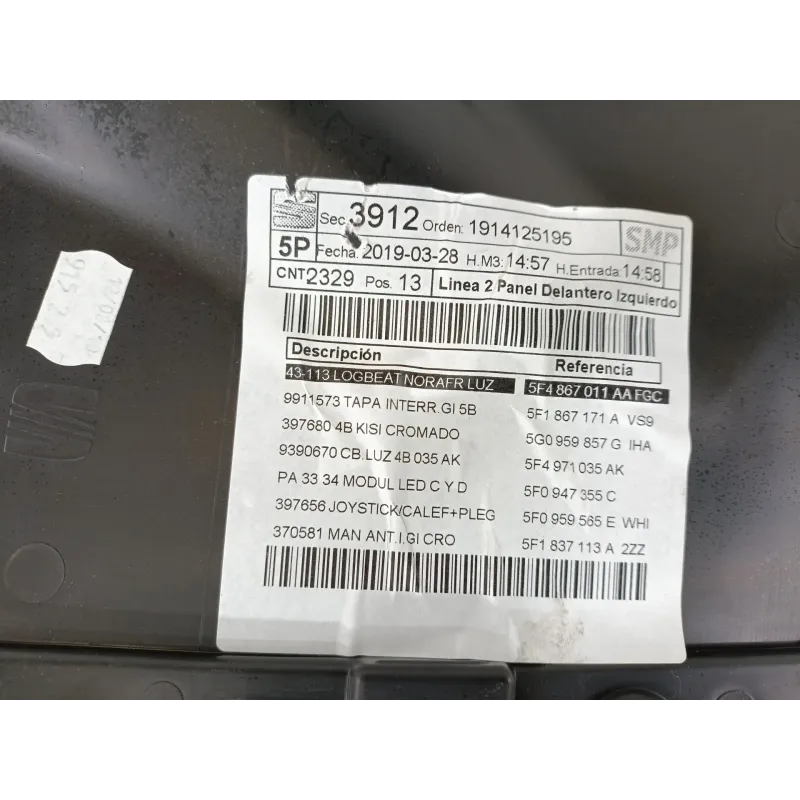 Sec. 3912 Orden: 1914125195 SMP
5P Fecha. 2019-03-28 H.M3: 14:57 H.Entrada: 14:58
CNT2329 Pos. 13 Linea 2 Panel Delantero Izquierdo
Descripción Referencia
43-113 LOGBEAT NORAFR LUZ 5F4 867 011 AA FGC
9911573 TAPA INTERR.GI 5B 5F1 867 171 A VS9
397680 4B KISI CROMADO 5G0 959 857 G IHA
9390670 CB.LUZ 4B 035 AK 5F4 971 035 AK
PA 33 34 MODUL LED C Y D 5F0 947 355 C
397656 JOYSTICK/CALEF+PLEG 5F0 959 565 E WHI
370581 MAN ANT.I.GI CRO 5F1 837 113 A 2ZZ